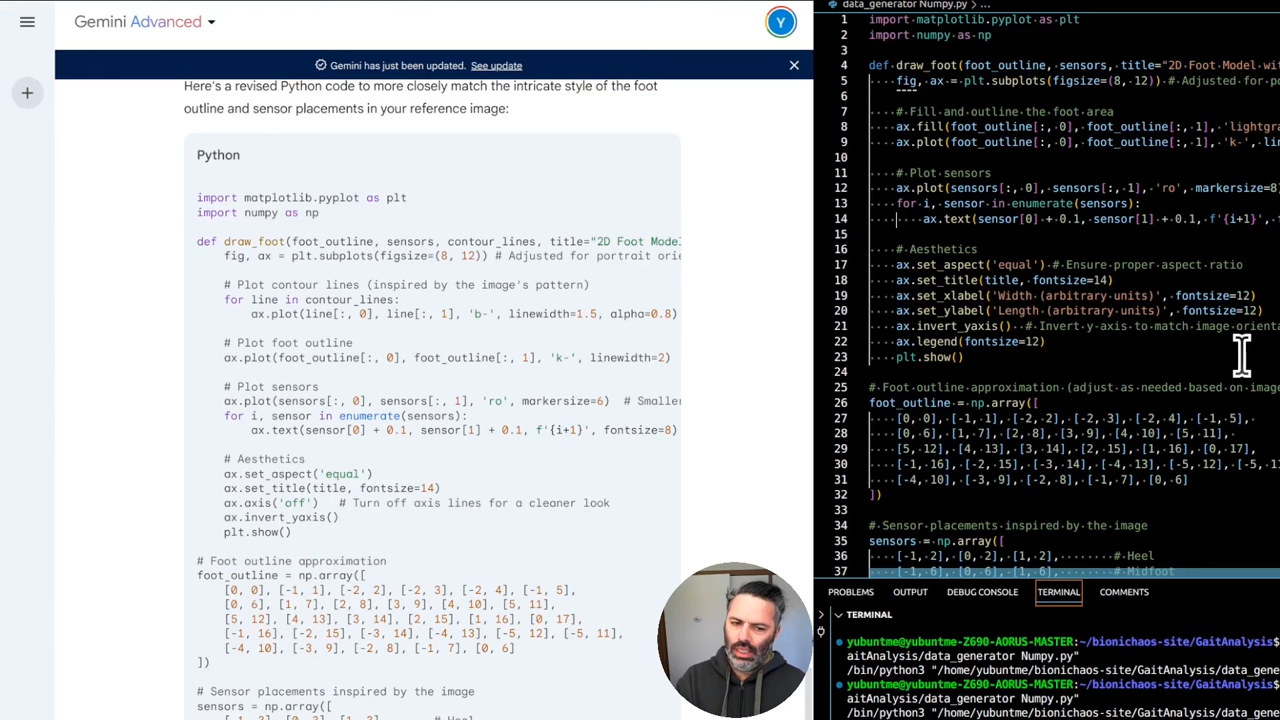 Gemini Advanced
Y
Gemini has just been updated. See update
Here's a revised Python code to more closely match the intricate style of the foot
outline and sensor placements in your reference image:
Python
import matplotlib.pyplot as plt
import numpy as np
def draw_foot(foot_outline, sensors, contour_lines, title="2D Foot Model
fig, ax = plt.subplots(figsize=(8, 12)) # Adjusted for portrait orie
# Plot contour lines (inspired by the image's pattern)
for line in contour_lines:
ax.plot(line[:, 0], line[:, 1], 'b-', linewidth=1.5, alpha=0.8)
# Plot foot outline
ax.plot(foot_outline[:, 0], foot_outline[:, 1], 'k-', linewidth=2)
# Plot sensors
ax.plot(sensors[:, 0], sensors[:, 1], 'ro', markersize=6) # Smaller
for i, sensor in enumerate(sensors):
ax.text(sensor[0] + 0.1, sensor[1] + 0.1, f'{i+1}', fontsize=8)
# Aesthetics
ax.set_aspect('equal')
ax.set_title(title, fontsize=14)
ax.axis('off') # Turn off axis lines for a cleaner look
ax.invert_yaxis()
plt.show()
# Foot outline approximation
foot_outline = np.array([
[0, 0], [-1, 1], [-2, 2], [-2, 3], [-2, 4], [-1, 5],
[0, 6], [1, 7], [2, 8], [3, 9], [4, 10], [5, 11],
[5, 12], [4, 13], [3, 14], [2, 15], [1, 16], [0, 17],
[-1, 16], [-2, 15], [-3, 14], [-4, 13], [-5, 12], [-5, 11],
[-4, 10], [-3, 9], [-2, 8], [-1, 7], [0, 6]
])
# Sensor placements inspired by the image
sensors = np.array([
data_generator Numpy.py > ...
1 import matplotlib.pyplot as plt
2 import numpy as np
3
4 def draw_foot(foot_outline, sensors, title="2D Foot Model wit
5 fig, ax = plt.subplots(figsize=(8, 12)) # Adjusted for po
6
7 # Fill and outline the foot area
8 ax.fill(foot_outline[:, 0], foot_outline[:, 1], 'lightgra
9 ax.plot(foot_outline[:, 0], foot_outline[:, 1], 'k-', lin
10
11 # Plot sensors
12 ax.plot(sensors[:, 0], sensors[:, 1], 'ro', markersize=8)
13 for i, sensor in enumerate(sensors):
14 ax.text(sensor[0] + 0.1, sensor[1] + 0.1, f'{i+1}',
15
16 # Aesthetics
17 ax.set_aspect('equal') # Ensure proper aspect ratio
18 ax.set_title(title, fontsize=14)
19 ax.set_xlabel('Width (arbitrary units)', fontsize=12)
20 ax.set_ylabel('Length (arbitrary units)', fontsize=12)
21 ax.invert_yaxis() # Invert y-axis to match image orienta
22 ax.legend(fontsize=12)
23 plt.show()
24
25 # Foot outline approximation (adjust as needed based on image
26 foot_outline = np.array([
27 [0, 0], [-1, 1], [-2, 2], [-2, 3], [-2, 4], [-1, 5],
28 [0, 6], [1, 7], [2, 8], [3, 9], [4, 10], [5, 11],
29 [5, 12], [4, 13], [3, 14], [2, 15], [1, 16], [0, 17],
30 [-1, 16], [-2, 15], [-3, 14], [-4, 13], [-5, 12], [-5, 11
31 [-4, 10], [-3, 9], [-2, 8], [-1, 7], [0, 6]
32 ])
33
34 # Sensor placements inspired by the image
35 sensors = np.array([
36 [-1, 2], [0, 2], [1, 2], # Heel
37 [-1, 6], [0, 6], [1, 6], # Midfoot
PROBLEMS OUTPUT DEBUG CONSOLE TERMINAL COMMENTS
TERMINAL
yubuntme@yubuntme-Z690-AORUS-MASTER:~/bionichaos-site/GaitAnalysis$
aitAnalysis/data_generator Numpy.py"
/bin/python3 "/home/yubuntme/bionichaos-site/GaitAnalysis/data_gene
yubuntme@yubuntme-Z690-AORUS-MASTER:~/bionichaos-site/GaitAnalysis$
aitAnalysis/data_generator Numpy.py"
/bin/python3 "/home/yubuntme/bionichaos-site/GaitAnalysis/data_gene